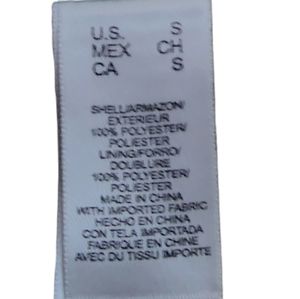 U.S. S
MEX CH
CA S
SHELL/ARMAZON/
EXTERIEUR
100% POLYESTER/
POLIESTER
LINING/FORRO/
DOUBLURE
100% POLYESTER/
POLIESTER
MADE IN CHINA
WITH IMPORTED FABRIC
HECHO EN CHINA
CON TELA IMPORTADA
FABRIQUE EN CHINE
AVEC DU TISSU IMPORTE